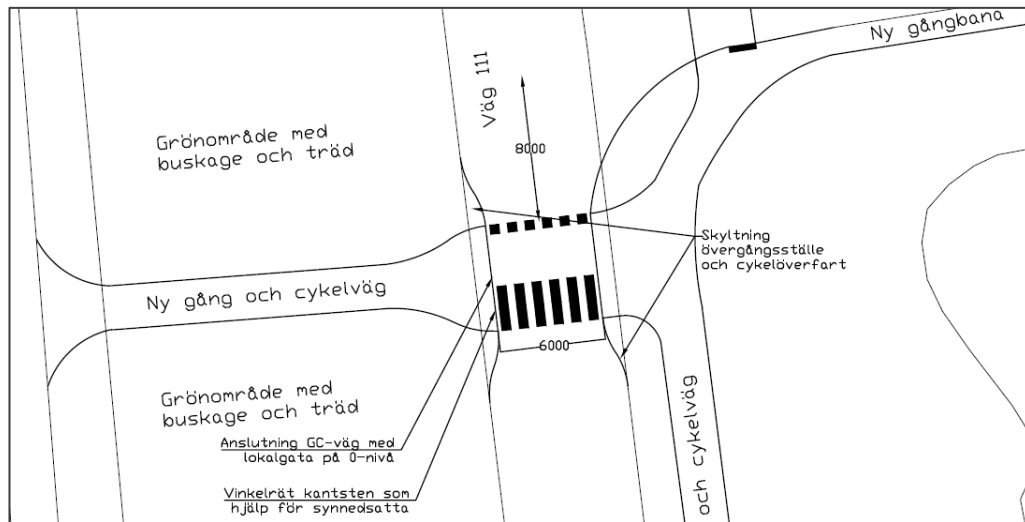 Ny gångbana
Väg 111
Grönområde med
buskage och träd
8000
Skyltning
övergångsställe
och cykelöverfart
Ny gång och cykelväg
6000
Grönområde med
buskage och träd
Anslutning GC-väg med
lokalgata på 0-nivå
Vinkelrät kantsten som
hjälp för synnedsatta
och cykelväg